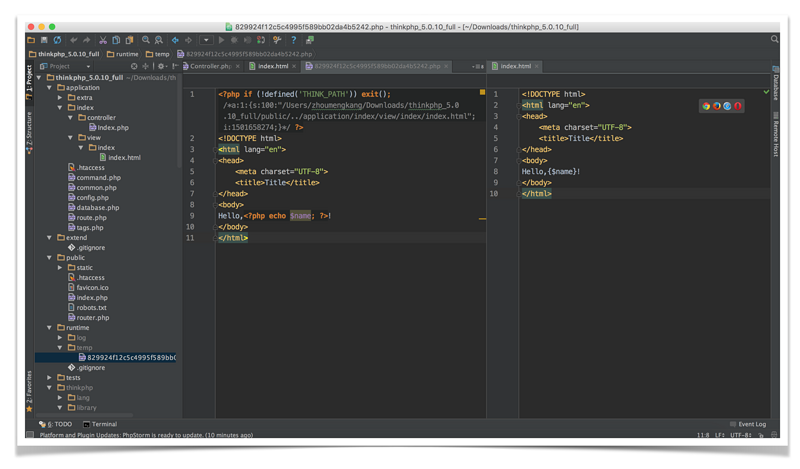 829924f12c5c4995f589bb02da4b5242.php - thinkphp_5.0.10_full - [~/Downloads/thinkphp_5.0.10_full]
thinkphp_5.0.10_full
runtime
temp
829924f12c5c4995f589bb02da4b5242.php
Project
Controller.php
index.html
829924f12c5c4995f589bb02da4b5242.php
index.html
1: Project
Z: Structure
2: Favorites
Database
Remote Host
thinkphp_5.0.10_full (~/Downloads/th
application
extra
index
controller
index.php
view
index
index.html
.htaccess
command.php
common.php
config.php
database.php
route.php
tags.php
extend
.gitignore
public
static
.htaccess
favicon.ico
index.php
robots.txt
router.php
runtime
log
temp
829924f12c5c4995f589bb0
.gitignore
tests
thinkphp
lang
library
1 <?php if (!defined('THINK_PATH')) exit();
/*a:1:{s:100:"/Users/zhoumengkang/Downloads/thinkphp_5.0
.10_full/public/../application/index/view/index/index.html";
i:1501658274;}*/ ?>
2 <!DOCTYPE html>
3 <html lang="en">
4 <head>
5 <meta charset="UTF-8">
6 <title>Title</title>
7 </head>
8 <body>
9 Hello,<?php echo $name; ?>!
10 </body>
11 </html>
1 <!DOCTYPE html>
2 <html lang="en">
3 <head>
4 <meta charset="UTF-8">
5 <title>Title</title>
6 </head>
7 <body>
8 Hello,{$name}!
9 </body>
10 </html>
6: TODO
Terminal
Event Log
Platform and Plugin Updates: PhpStorm is ready to update. (10 minutes ago)
11:8 LF÷ UTF-8÷